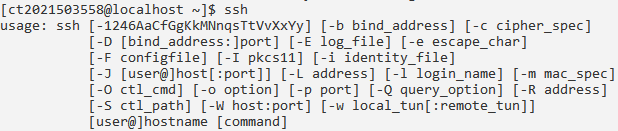 [ct2021503558@localhost ~]$ ssh
usage: ssh [-1246AaCfGgKkMNnqsTtVvXxYy] [-b bind_address] [-c cipher_spec]
[-D [bind_address:]port] [-E log_file] [-e escape_char]
[-F configfile] [-I pkcs11] [-i identity_file]
[-J [user@]host[:port]] [-L address] [-l login_name] [-m mac_spec]
[-O ctl_cmd] [-o option] [-p port] [-Q query_option] [-R address]
[-S ctl_path] [-W host:port] [-w local_tun[:remote_tun]]
[user@]hostname [command]